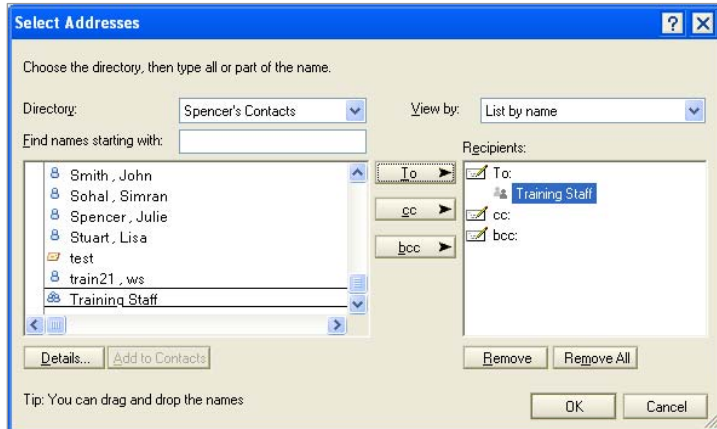 Select Addresses
Choose the directory, then type all or part of the name.
Directory: Spencer's Contacts View by: List by name
Find names starting with:
Recipients:
Smith , John
Sohal , Simran
Spencer , Julie
Stuart , Lisa
test
train21 , ws
Training Staff
To
cc
bcc
To:
Training Staff
cc:
bcc:
Details... Add to Contacts Remove Remove All
Tip: You can drag and drop the names
OK Cancel